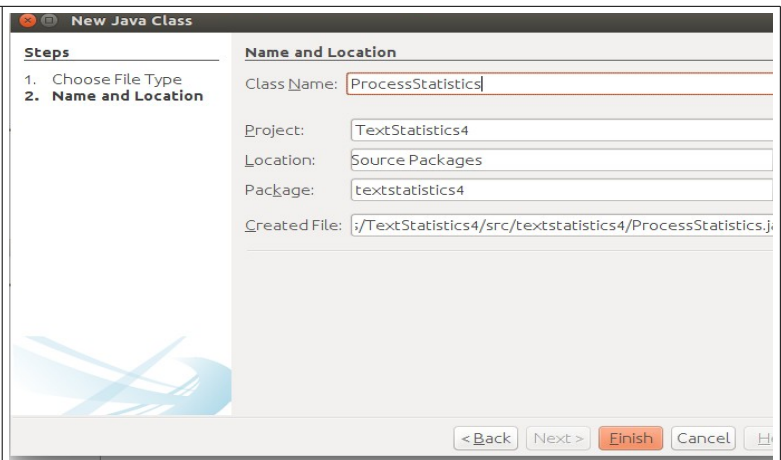 New Java Class
Steps
1. Choose File Type
2. Name and Location
Name and Location
Class Name: ProcessStatistics
Project: TextStatistics4
Location: Source Packages
Package: textstatistics4
Created File: ;/TextStatistics4/src/textstatistics4/ProcessStatistics.ja
< Back Next > Finish Cancel